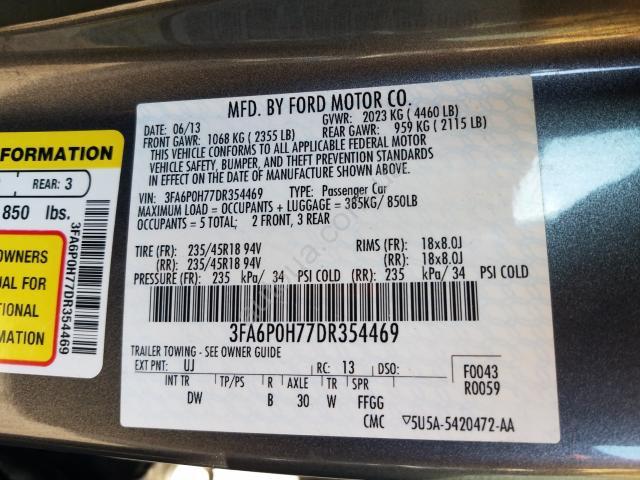 MFD. BY FORD MOTOR CO.
DATE: 06/13 GVWR: 2023 KG ( 4460 LB)
FRONT GAWR: 1068 KG ( 2355 LB) REAR GAWR: 959 KG ( 2115 LB)
THIS VEHICLE CONFORMS TO ALL APPLICABLE FEDERAL MOTOR
VEHICLE SAFETY, BUMPER, AND THEFT PREVENTION STANDARDS
IN EFFECT ON THE DATE OF MANUFACTURE SHOWN ABOVE.
VIN: 3FA6P0H77DR354469 TYPE: Passenger Car
MAXIMUM LOAD = OCCUPANTS + LUGGAGE = 385KG/ 850LB
OCCUPANTS = 5 TOTAL; 2 FRONT, 3 REAR
TIRE (FR): 235/45R18 94V RIMS (FR): 18x8.0J
(RR): 235/45R18 94V (RR): 18x8.0J
PRESSURE (FR): 235 kPa/ 34 PSI COLD (RR) 235 kPa/ 34 PSI COLD
3FA6P0H77DR354469
TRAILER TOWING - SEE OWNER GUIDE
EXT PNT: UJ RC: 13 DSO: F0043
R0059
INT TR TP/PS R AXLE TR SPR
DW B 30 W FFGG
CMC 5U5A-5420472-AA
FORMATION
REAR: 3
850 lbs.
OWNERS
UAL FOR
TIONAL
MATION
3FA6P0H77DR354469